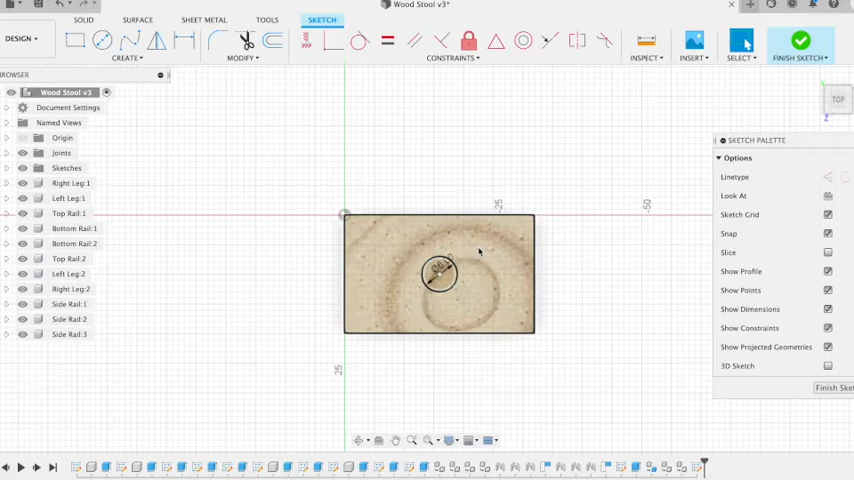 Wood Stool v3*
DESIGN
SOLID SURFACE SHEET METAL TOOLS SKETCH
CREATE MODIFY CONSTRAINTS INSPECT INSERT SELECT FINISH SKETCH
BROWSER
Wood Stool v3
Document Settings
Named Views
Origin
Joints
Sketches
Right Leg:1
Left Leg:1
Top Rail:1
Bottom Rail:1
Bottom Rail:2
Top Rail:2
Left Leg:2
Right Leg:2
Side Rail:1
Side Rail:2
Side Rail:3
-25
-50
25
TOP
Z
SKETCH PALETTE
Options
Linetype
Look At
Sketch Grid
Snap
Slice
Show Profile
Show Points
Show Dimensions
Show Constraints
Show Projected Geometries
3D Sketch
Finish Sket